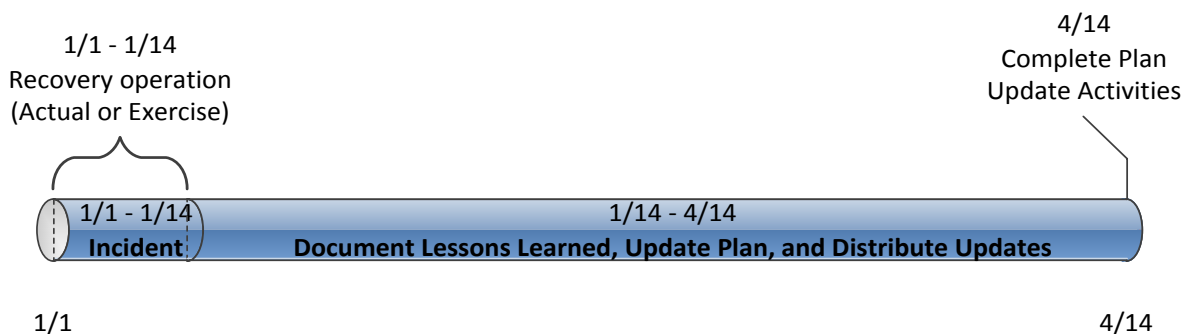 1/1 - 1/14
Recovery operation
(Actual or Exercise)
4/14
Complete Plan
Update Activities
1/1 - 1/14
Incident
1/14 - 4/14
Document Lessons Learned, Update Plan, and Distribute Updates
1/1
4/14